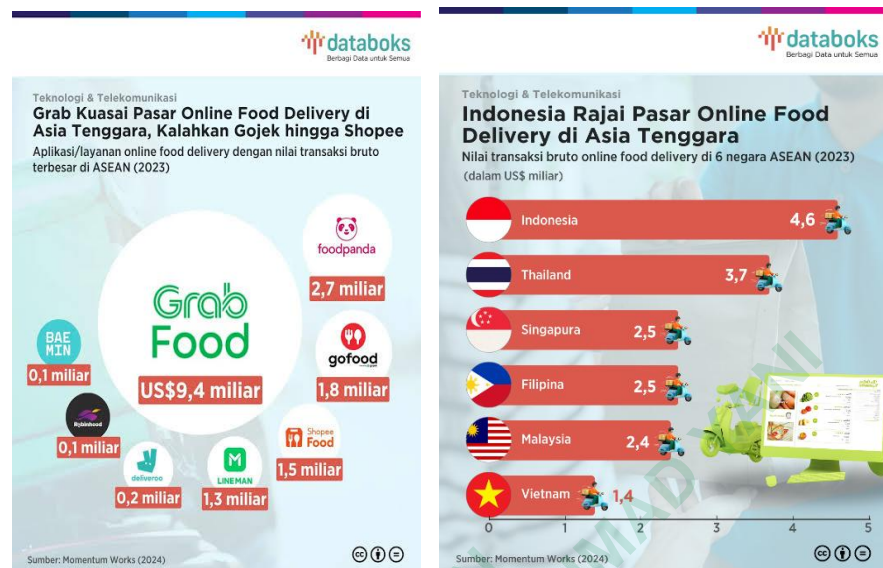 databoks
Berbagi Data untuk Semua
Teknologi & Telekomunikasi
Grab Kuasai Pasar Online Food Delivery di
Asia Tenggara, Kalahkan Gojek hingga Shopee
Aplikasi/layanan online food delivery dengan nilai transaksi bruto
terbesar di ASEAN (2023)
foodpanda
2,7 miliar
Grab
Food
US$9,4 miliar
gofood
1,8 miliar
BAE
MIN
0,1 miliar
Robinhood
0,1 miliar
Shopee
Food
1,5 miliar
deliveroo
0,2 miliar
LINE MAN
1,3 miliar
Sumber: Momentum Works (2024)
cc
databoks
Berbagi Data untuk Semua
Teknologi & Telekomunikasi
Indonesia Rajai Pasar Online Food
Delivery di Asia Tenggara
Nilai transaksi bruto online food delivery di 6 negara ASEAN (2023)
(dalam US$ miliar)
Indonesia 4,6
Thailand 3,7
Singapura 2,5
Filipina 2,5
Malaysia 2,4
Vietnam 1,4
0 1 2 3 4 5
Sumber: Momentum Works (2024)
cc
MAD YANI